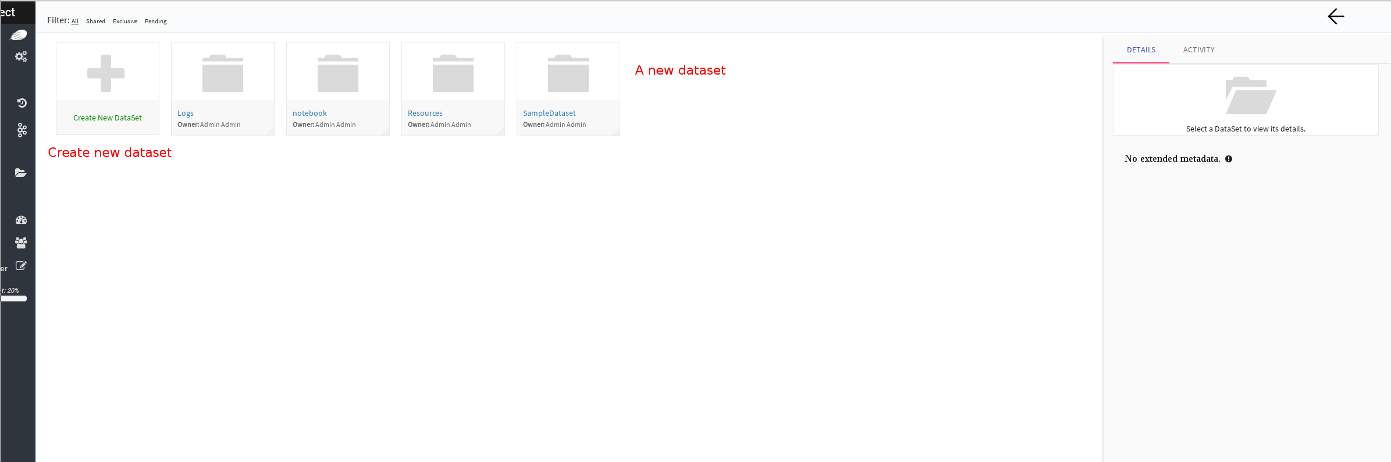 ect
Filter: All Shared Exclusive Pending
A new dataset
Create New DataSet
Logs
Owner:Admin Admin
notebook
Owner:Admin Admin
Resources
Owner:Admin Admin
SampleDataset
Owner:Admin Admin
Create new dataset
DETAILS ACTIVITY
Select a DataSet to view its details.
No extended metadata.
er
t: 20%